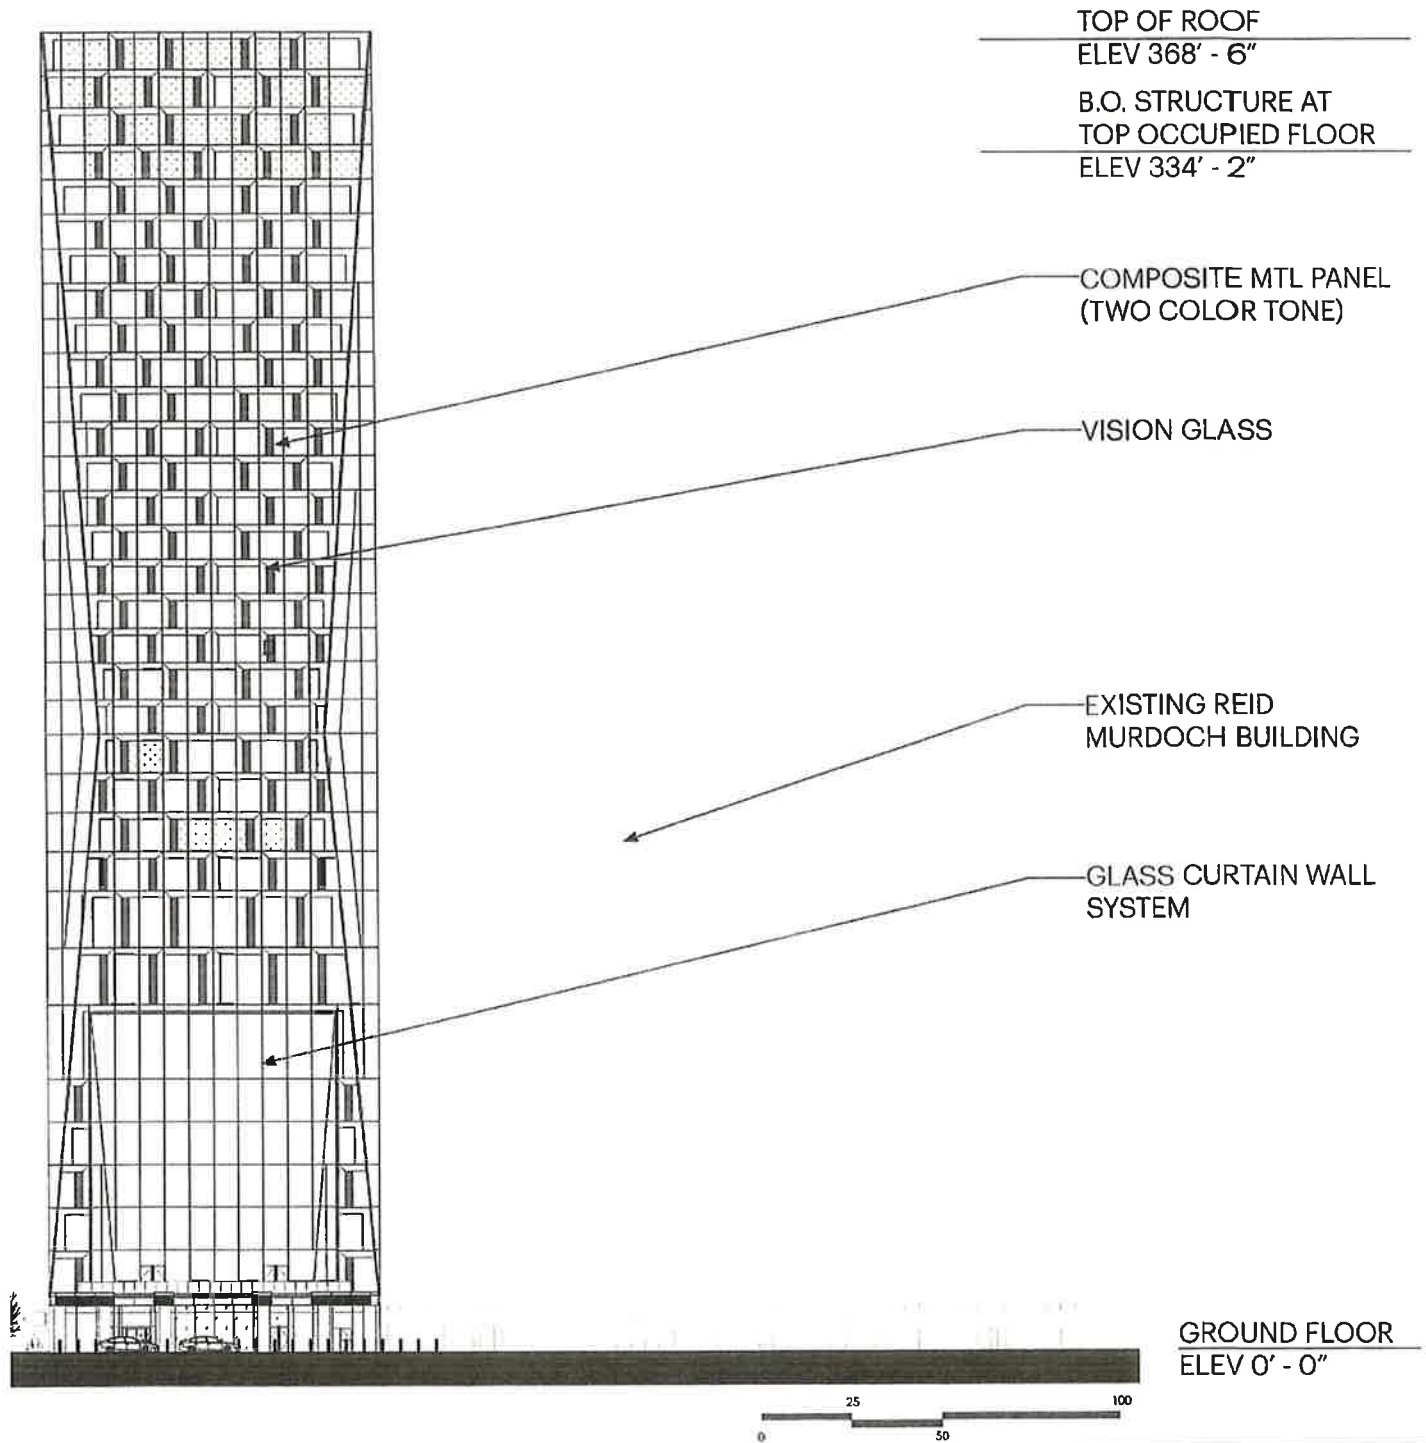 TOP OF ROOF
ELEV 368' - 6"
B.O. STRUCTURE AT
TOP OCCUPIED FLOOR
ELEV 334' - 2"
COMPOSITE MTL PANEL
(TWO COLOR TONE)
VISION GLASS
EXISTING REID
MURDOCH BUILDING
GLASS CURTAIN WALL
SYSTEM
GROUND FLOOR
ELEV 0' - 0"
25 100
0 50